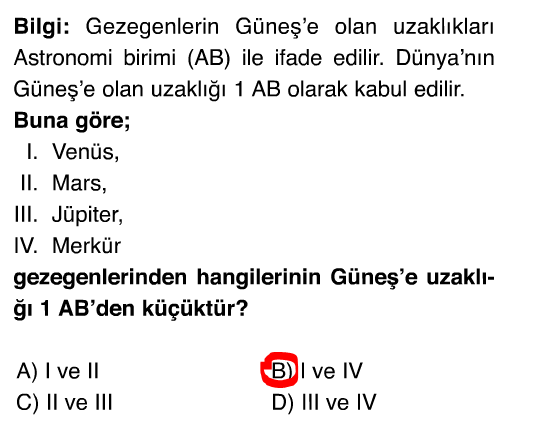 Bilgi: Gezegenlerin Güneş’e olan uzaklıkları
Astronomi birimi (AB) ile ifade edilir. Dünya’nın
Güneş’e olan uzaklığı 1 AB olarak kabul edilir.
Buna göre;
I. Venüs,
II. Mars,
III. Jüpiter,
IV. Merkür
gezegenlerinden hangilerinin Güneş’e uzaklı-
ğı 1 AB’den küçüktür?
A) I ve II
B) I ve IV
C) II ve III
D) III ve IV